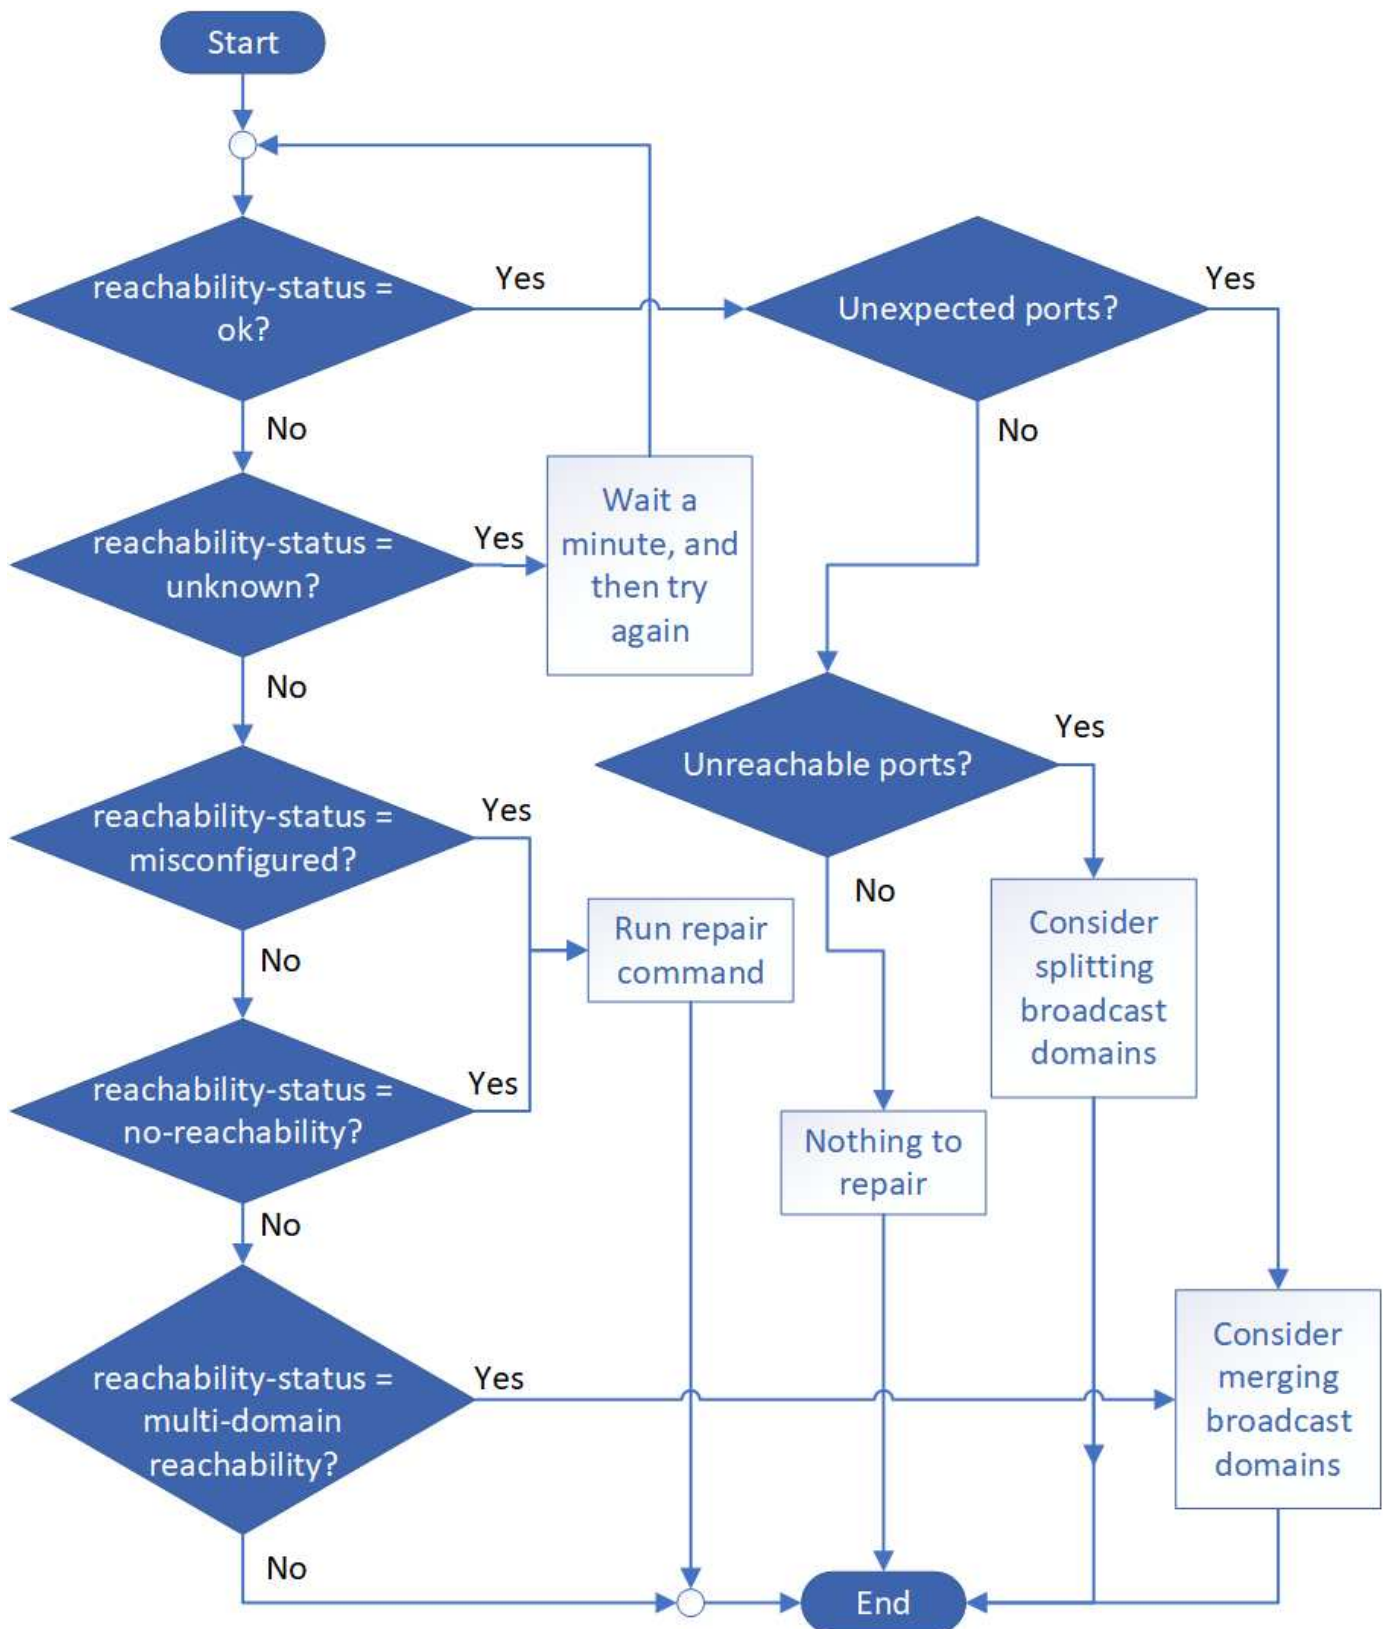 Start
reachability-status =
ok?
Yes
Unexpected ports?
Yes
No
No
reachability-status =
unknown?
Yes
Wait a
minute, and
then try
again
No
Unreachable ports?
Yes
reachability-status =
misconfigured?
Yes
No
Run repair
command
Consider
splitting
broadcast
domains
No
reachability-status =
no-reachability?
Yes
Nothing to
repair
No
reachability-status =
multi-domain
reachability?
Yes
Consider
merging
broadcast
domains
No
End